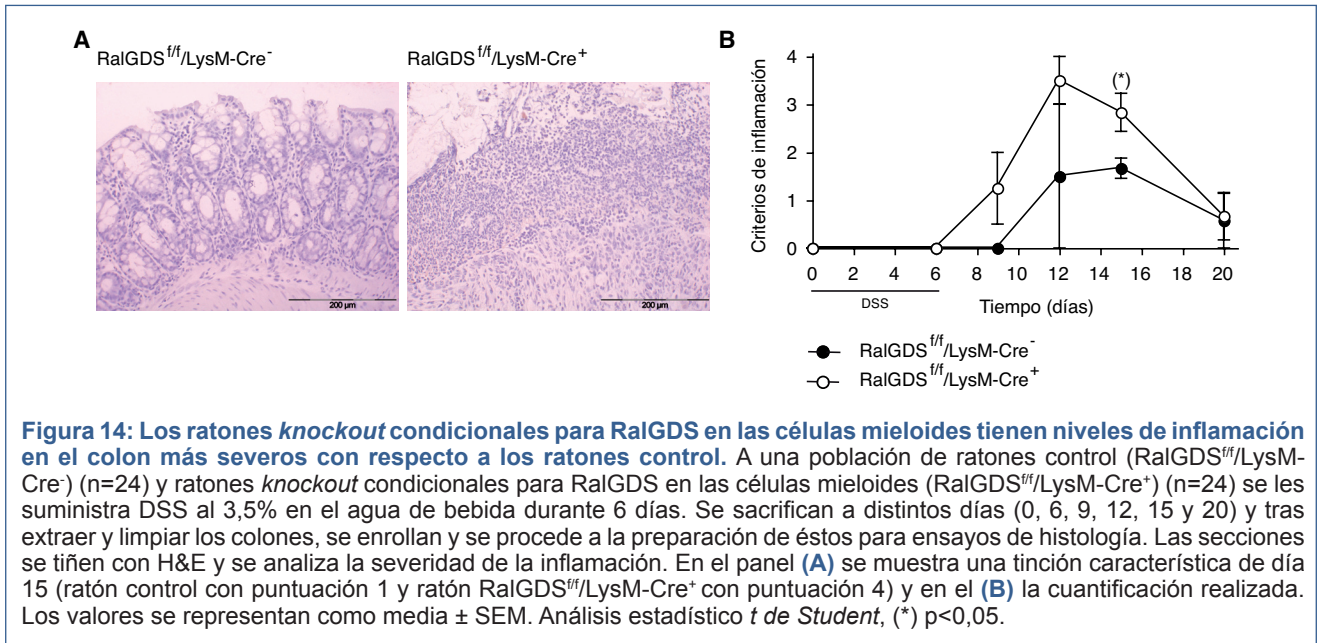 A
RalGDS f/f/LysM-Cre-
RalGDS f/f/LysM-Cre+
200 µm
200 µm
B
Criterios de inflamación
4
3
2
1
0
(*)
0 2 4 6 8 10 12 14 16 18 20
DSS
Tiempo (días)
RalGDS f/f/LysM-Cre-
RalGDS f/f/LysM-Cre+
Figura 14: Los ratones knockout condicionales para RalGDS en las células mieloides tienen niveles de inflamación
en el colon más severos con respecto a los ratones control. A una población de ratones control (RalGDSf/f/LysM-
Cre-) (n=24) y ratones knockout condicionales para RalGDS en las células mieloides (RalGDSf/f/LysM-Cre+) (n=24) se les
suministra DSS al 3,5% en el agua de bebida durante 6 días. Se sacrifican a distintos días (0, 6, 9, 12, 15 y 20) y tras
extraer y limpiar los colones, se enrollan y se procede a la preparación de éstos para ensayos de histología. Las secciones
se tiñen con H&E y se analiza la severidad de la inflamación. En el panel (A) se muestra una tinción característica de día
15 (ratón control con puntuación 1 y ratón RalGDSf/f/LysM-Cre+ con puntuación 4) y en el (B) la cuantificación realizada.
Los valores se representan como media ± SEM. Análisis estadístico t de Student, (*) p<0,05.